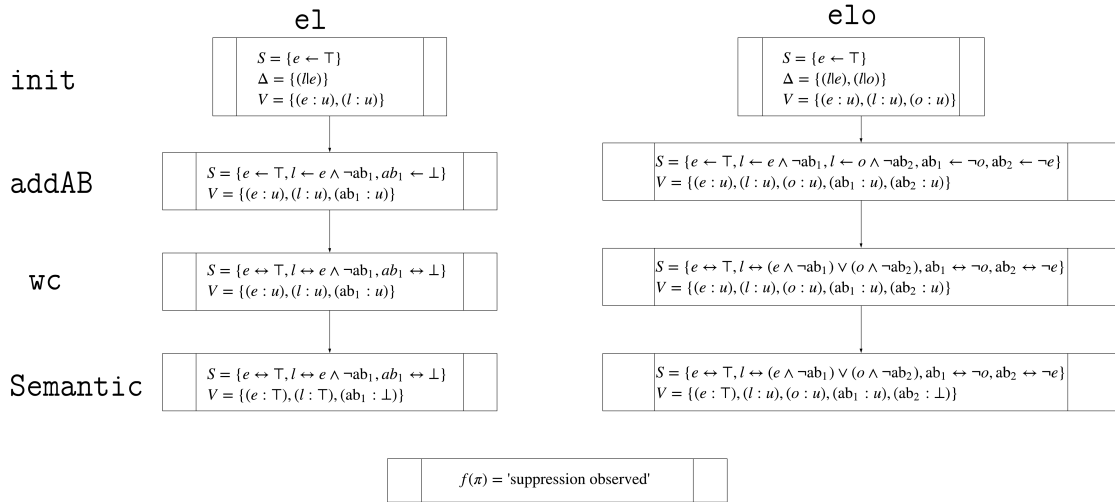 el
elo
init
S = {e ← ⊤}
Δ = {(l|e)}
V = {(e : u), (l : u)}
S = {e ← ⊤}
Δ = {(l|e), (l|o)}
V = {(e : u), (l : u), (o : u)}
addAB
S = {e ← ⊤, l ← e ∧ ¬ab₁, ab₁ ← ⊥}
V = {(e : u), (l : u), (ab₁ : u)}
S = {e ← ⊤, l ← e ∧ ¬ab₁, l ← o ∧ ¬ab₂, ab₁ ← ¬o, ab₂ ← ¬e}
V = {(e : u), (l : u), (o : u), (ab₁ : u), (ab₂ : u)}
wc
S = {e ↔ ⊤, l ↔ e ∧ ¬ab₁, ab₁ ↔ ⊥}
V = {(e : u), (l : u), (ab₁ : u)}
S = {e ↔ ⊤, l ↔ (e ∧ ¬ab₁) ∨ (o ∧ ¬ab₂), ab₁ ↔ ¬o, ab₂ ↔ ¬e}
V = {(e : u), (l : u), (o : u), (ab₁ : u), (ab₂ : u)}
Semantic
S = {e ↔ ⊤, l ↔ e ∧ ¬ab₁, ab₁ ↔ ⊥}
V = {(e : ⊤), (l : ⊤), (ab₁ : ⊥)}
S = {e ↔ ⊤, l ↔ (e ∧ ¬ab₁) ∨ (o ∧ ¬ab₂), ab₁ ↔ ¬o, ab₂ ↔ ¬e}
V = {(e : ⊤), (l : u), (o : u), (ab₁ : u), (ab₂ : ⊥)}
f(π) = 'suppression observed'